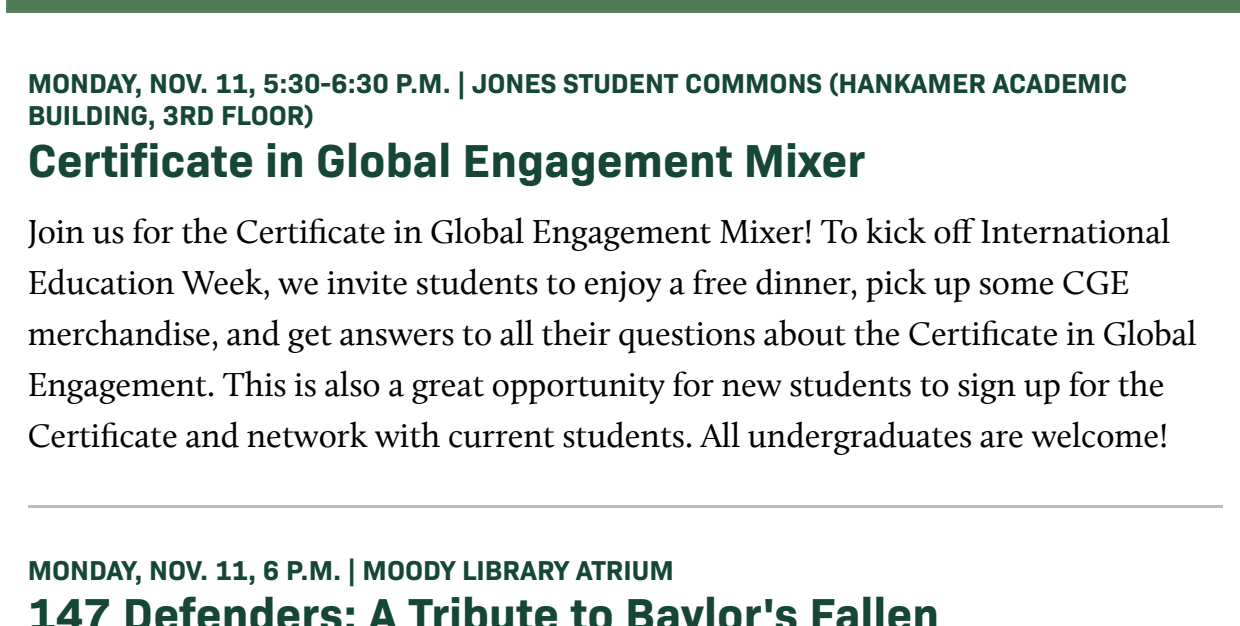 MONDAY, NOV. 11, 5:30-6:30 P.M. | JONES STUDENT COMMONS (HANKAMER ACADEMIC
BUILDING, 3RD FLOOR)
Certificate in Global Engagement Mixer
Join us for the Certificate in Global Engagement Mixer! To kick off International
Education Week, we invite students to enjoy a free dinner, pick up some CGE
merchandise, and get answers to all their questions about the Certificate in Global
Engagement. This is also a great opportunity for new students to sign up for the
Certificate and network with current students. All undergraduates are welcome!
MONDAY, NOV. 11, 6 P.M. | MOODY LIBRARY ATRIUM
147 Defenders: A Tribute to Baylor's Fallen